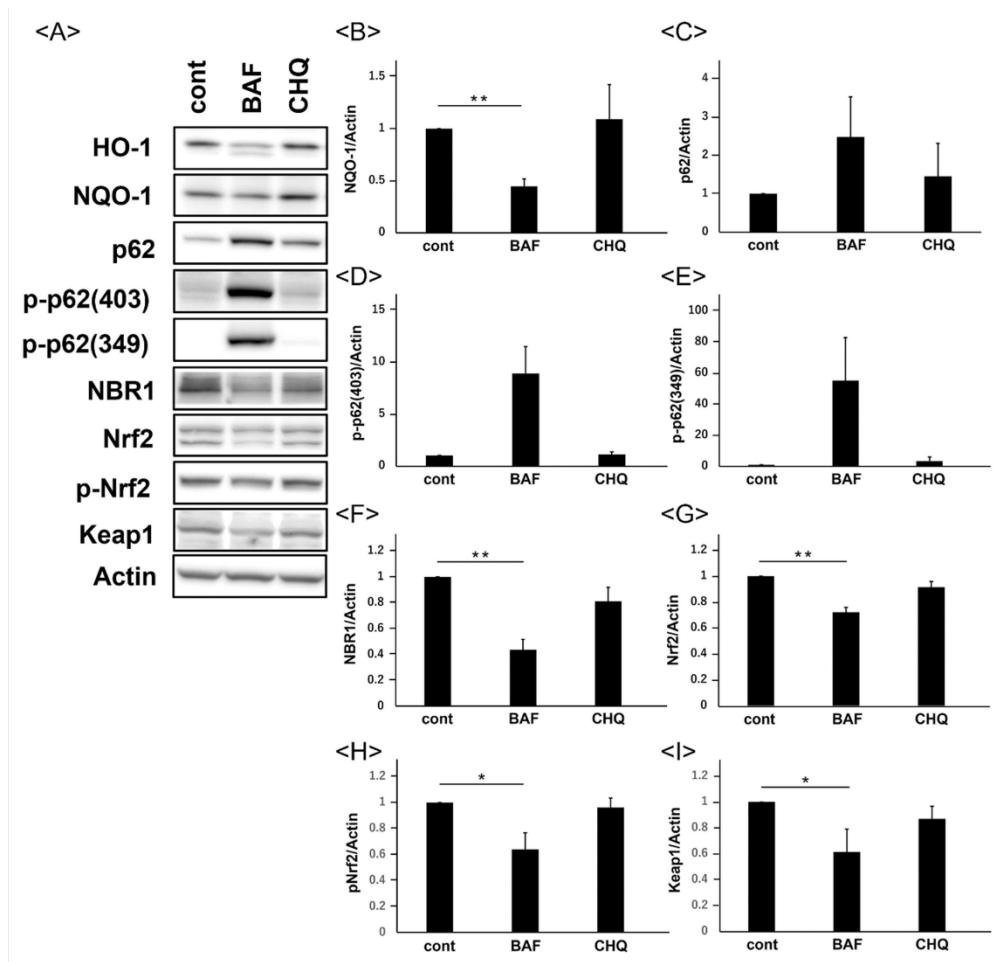 <A>
cont BAF CHQ
HO-1
NQO-1
p62
p-p62(403)
p-p62(349)
NBR1
Nrf2
p-Nrf2
Keap1
Actin
<B>
NQO-1/Actin
1.5
1
0.5
0
**
cont BAF CHQ
<C>
p62/Actin
4
3
2
1
0
cont BAF CHQ
<D>
p-p62(403)/Actin
15
10
5
0
cont BAF CHQ
<E>
p-p62(349)/Actin
100
80
60
40
20
0
cont BAF CHQ
<F>
NBR1/Actin
1.2
1
0.8
0.6
0.4
0.2
0
**
cont BAF CHQ
<G>
Nrf2/Actin
1.2
1
0.8
0.6
0.4
0.2
0
**
cont BAF CHQ
<H>
pNrf2/Actin
1.2
1
0.8
0.6
0.4
0.2
0
*
cont BAF CHQ
<I>
Keap1/Actin
1.2
1
0.8
0.6
0.4
0.2
0
*
cont BAF CHQ